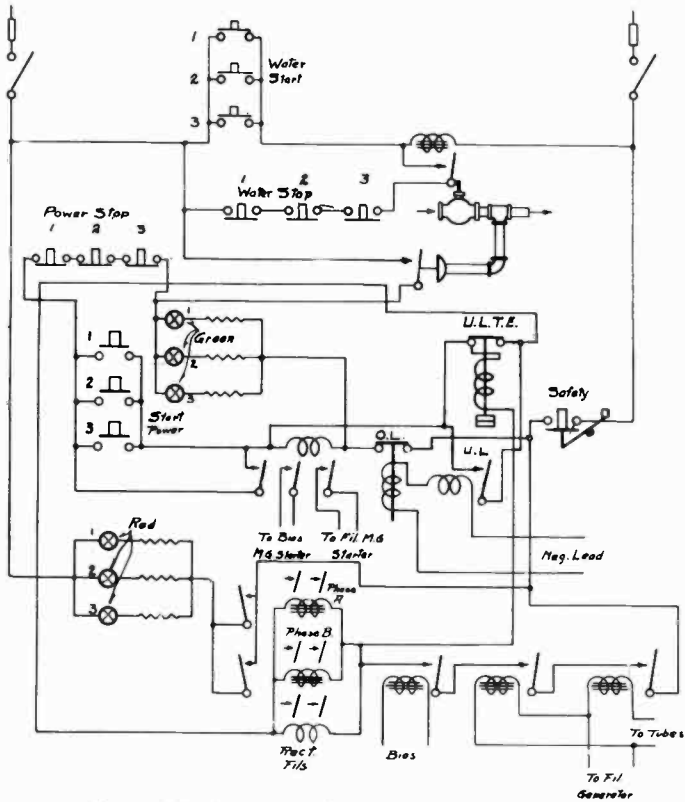 1
Water
Start
2
3
1 2 3
Water Stop
Power Stop
1 2 3
1
Green
2
3
U.L.T.E.
1
2
Start
Power
3
Safety
O.L.
U.L.
To Bias
M.G Starter
To Fil. M.G
Starter
Neg. Lead
1
Red
2
3
Phase
A
Phase B
Rect.
Fils
Bias
To Tubes
To Fil.
Generator